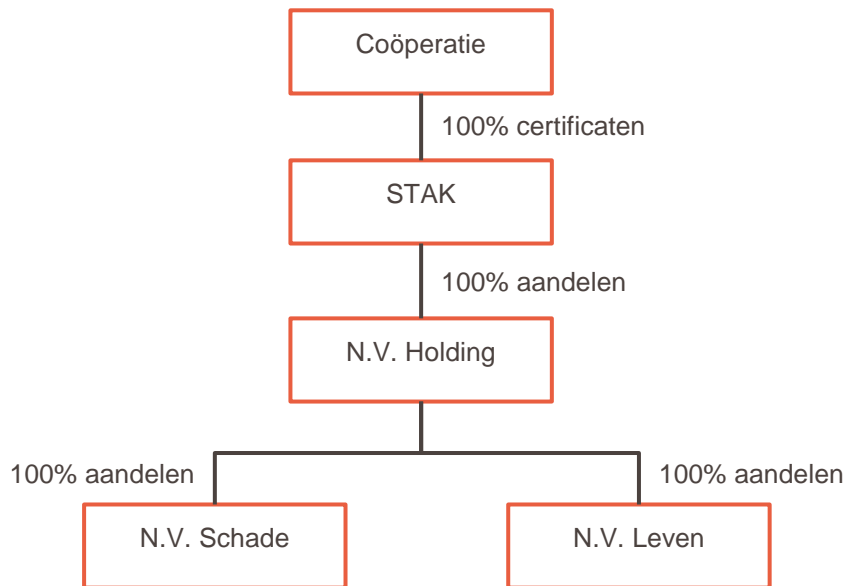 Coöperatie
100% certificaten
STAK
100% aandelen
N.V. Holding
100% aandelen
100% aandelen
N.V. Schade
N.V. Leven